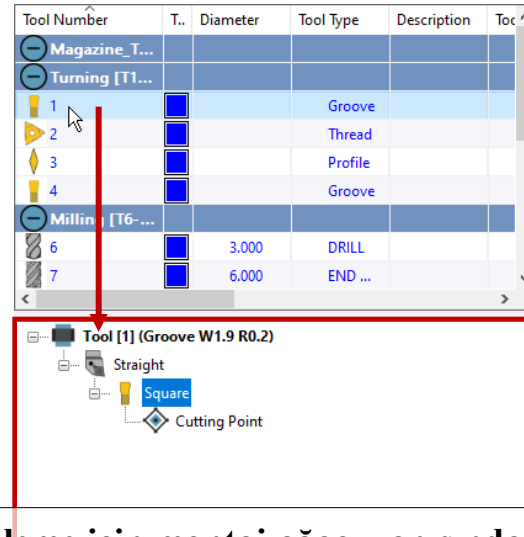 Tool Number T.. Diameter Tool Type Description Too
Magazine_T...
Turning [T1...
1 Groove
2 Thread
3 Profile
4 Groove
Milling [T6-...
6 3.000 DRILL
7 6.000 END ...
Tool [1] (Groove W1.9 R0.2)
Straight
Square
Cutting Point